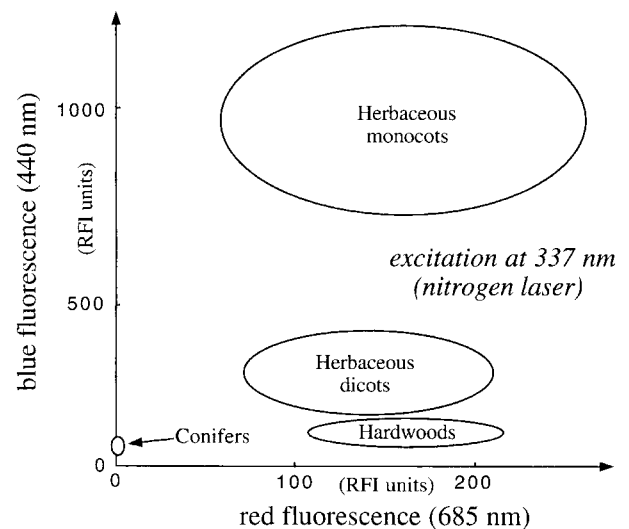 1000
Herbaceous
monocots
blue fluorescence (440 nm)
(RFI units)
excitation at 337 nm
(nitrogen laser)
500
Herbaceous
dicots
Conifers
Hardwoods
0
0
100
(RFI units)
200
red fluorescence (685 nm)